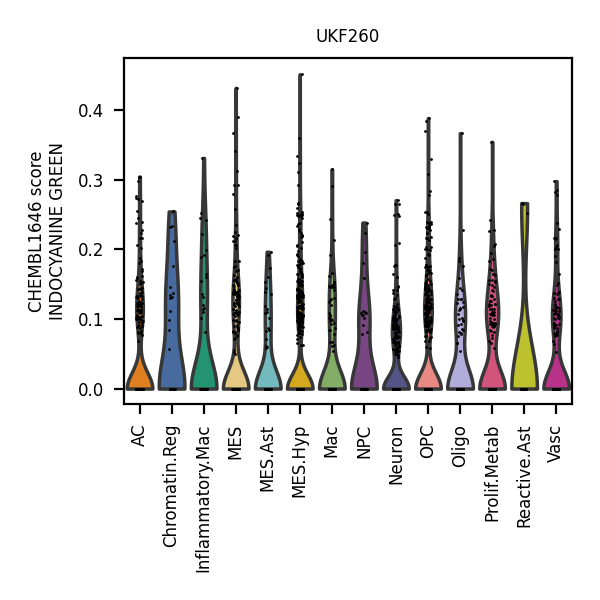 UKF260
CHEMBL1646 score
INDOCYANINE GREEN
0.4
0.3
0.2
0.1
0.0
AC
Chromatin.Reg
Inflammatory.Mac
MES
MES.Ast
MES.Hyp
Mac
NPC
Neuron
OPC
Oligo
Prolif.Metab
Reactive.Ast
Vasc